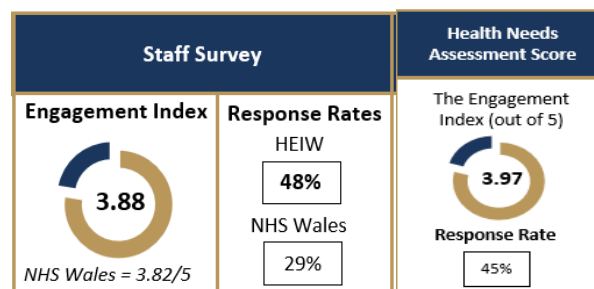 Staff Survey
Engagement Index
3.88
NHS Wales = 3.82/5
Response Rates
HEIW
48%
NHS Wales
29%
Health Needs
Assessment Score
The Engagement
Index (out of 5)
3.97
Response Rate
45%